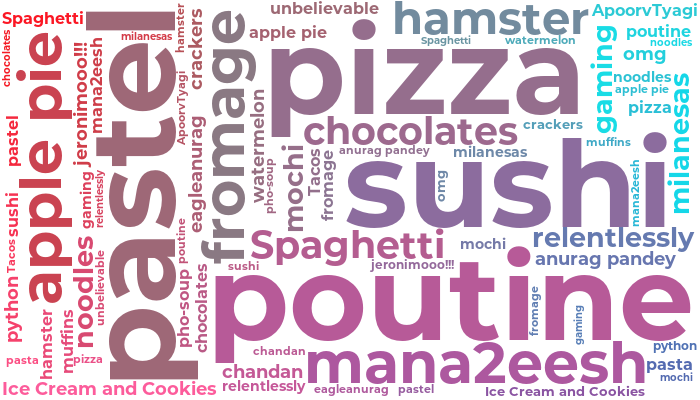 chocolates
Spaghetti
apple pie
jeronimooo!!!
mana2eesh
milanesas
pastel
hamster
crackers
ApoorvTyagi
fromage
unbelievable
apple pie
hamster
ApoorvTyagi
Spaghetti
watermelon
gaming
poutine
noodles
omg
noodles
apple pie
pizza
milanesas
pizza
chocolates
crackers
muffins
pastel
watermelon
pho-soup
mochi
Tacos
fromage
anurag pandey
milanesas
omg
sushi
mana2eesh
eagleanurag
gaming
relentlessly
sushi
Tacos
python
noodles
unbelievable
poutine
pho-soup
chocolates
Spaghetti
mochi
relentlessly
anurag pandey
sushi
jeronimooo!!!
poutine
fromage
gaming
hamster
muffins
pasta
pizza
chandan
mana2eesh
python
pasta
mochi
chandan
relentlessly
Ice Cream and Cookies
eagleanurag
pastel
Ice Cream and Cookies